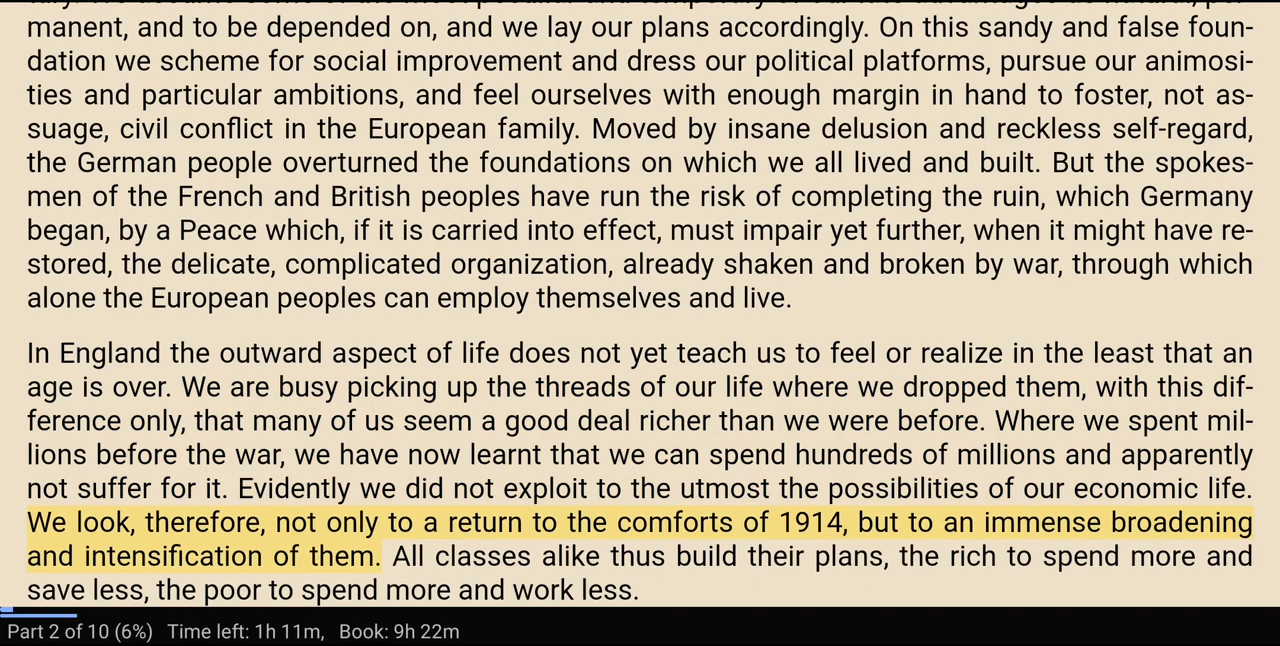 manent, and to be depended on, and we lay our plans accordingly. On this sandy and false foun-
dation we scheme for social improvement and dress our political platforms, pursue our animosi-
ties and particular ambitions, and feel ourselves with enough margin in hand to foster, not as-
suage, civil conflict in the European family. Moved by insane delusion and reckless self-regard,
the German people overturned the foundations on which we all lived and built. But the spokes-
men of the French and British peoples have run the risk of completing the ruin, which Germany
began, by a Peace which, if it is carried into effect, must impair yet further, when it might have re-
stored, the delicate, complicated organization, already shaken and broken by war, through which
alone the European peoples can employ themselves and live.
In England the outward aspect of life does not yet teach us to feel or realize in the least that an
age is over. We are busy picking up the threads of our life where we dropped them, with this dif-
ference only, that many of us seem a good deal richer than we were before. Where we spent mil-
lions before the war, we have now learnt that we can spend hundreds of millions and apparently
not suffer for it. Evidently we did not exploit to the utmost the possibilities of our economic life.
We look, therefore, not only to a return to the comforts of 1914, but to an immense broadening
and intensification of them. All classes alike thus build their plans, the rich to spend more and
save less, the poor to spend more and work less.
Part 2 of 10 (6%) Time left: 1h 11m, Book: 9h 22m